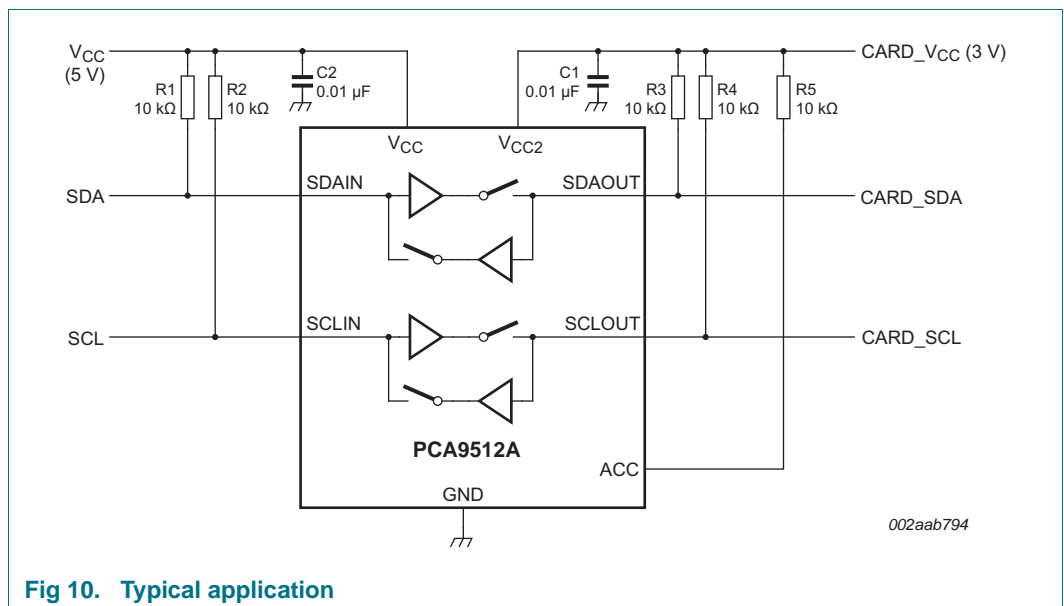 VCC
(5 V)
R1
10 kΩ
R2
10 kΩ
C2
0.01 µF
C1
0.01 µF
R3
10 kΩ
R4
10 kΩ
R5
10 kΩ
CARD_VCC (3 V)
VCC
VCC2
SDA
SDAIN
SDAOUT
CARD_SDA
SCL
SCLIN
SCLOUT
CARD_SCL
PCA9512A
ACC
GND
002aab794
Fig 10. Typical application